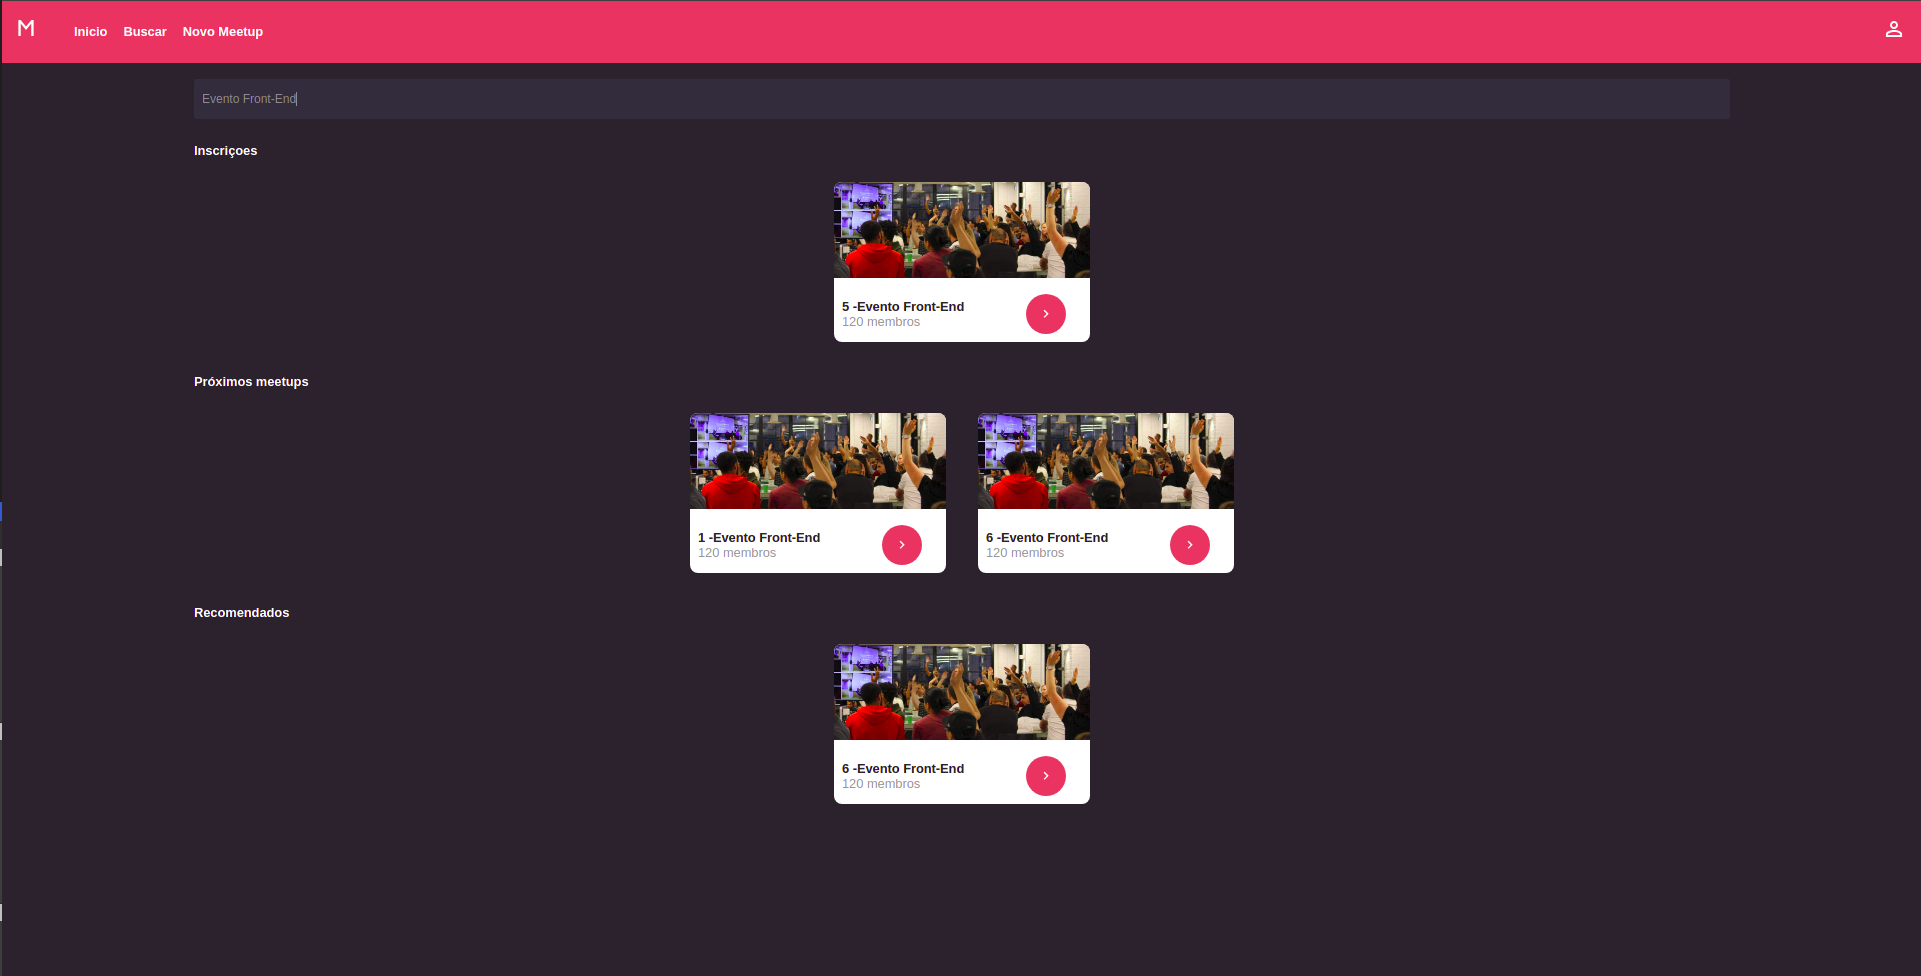 M
Inicio Buscar Novo Meetup
Evento Front-End
Inscriçoes
5 -Evento Front-End
120 membros
Próximos meetups
1 -Evento Front-End
120 membros
6 -Evento Front-End
120 membros
Recomendados
6 -Evento Front-End
120 membros